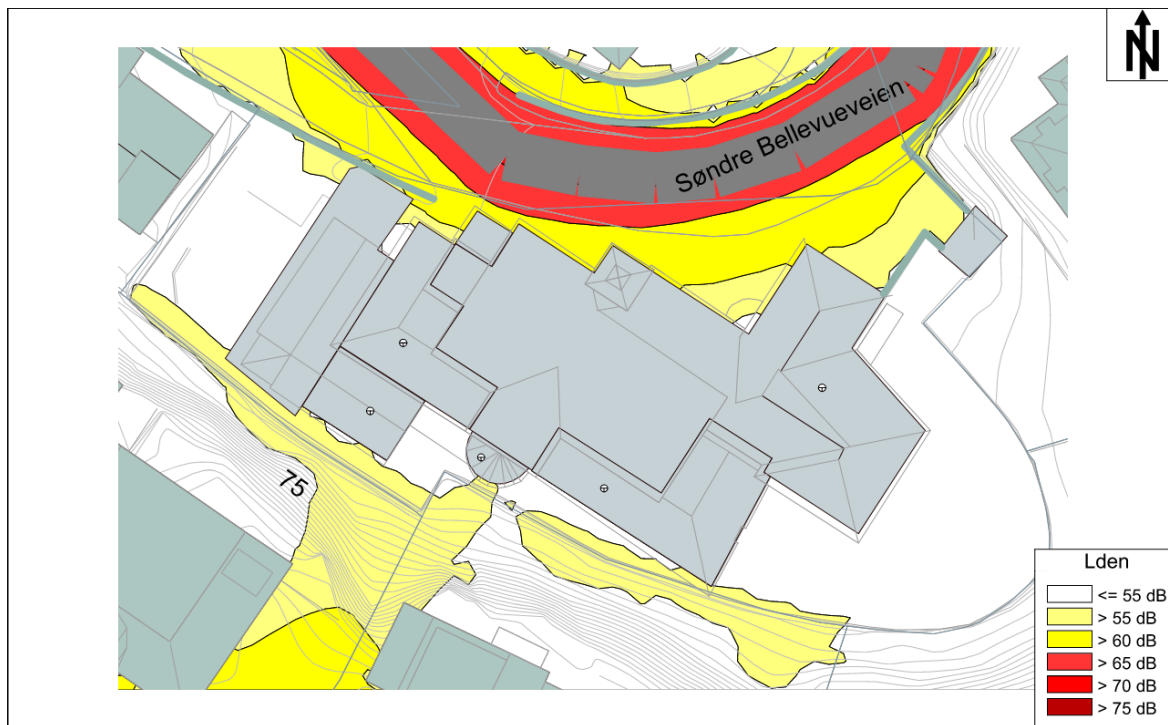 N
Søndre Bellevueveien
75
Lden
<= 55 dB
> 55 dB
> 60 dB
> 65 dB
> 70 dB
> 75 dB